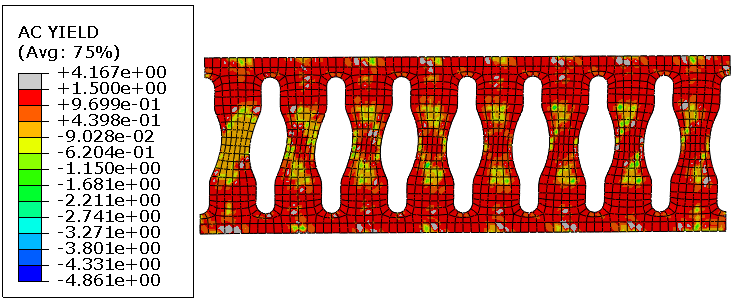 AC YIELD
(Avg: 75%)
+4.167e+00
+1.500e+00
+9.699e-01
+4.398e-01
-9.028e-02
-6.204e-01
-1.150e+00
-1.681e+00
-2.211e+00
-2.741e+00
-3.271e+00
-3.801e+00
-4.331e+00
-4.861e+00